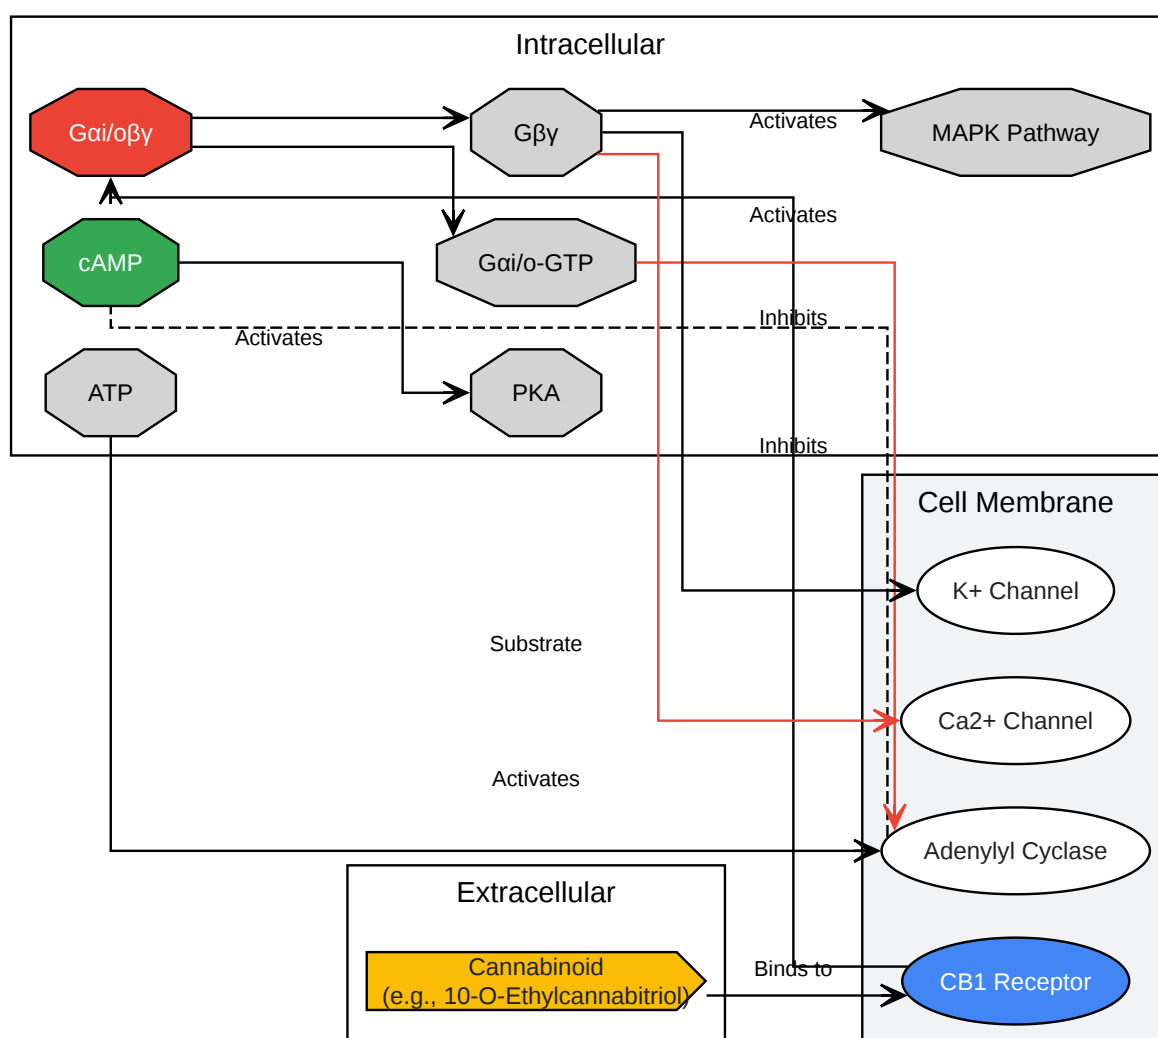 Intracellular
Gαi/oβγ
Gβγ
Activates
MAPK Pathway
Activates
cAMP
Gαi/o-GTP
Inhibits
Activates
ATP
PKA
Inhibits
Cell Membrane
K+ Channel
Substrate
Ca2+ Channel
Activates
Adenylyl Cyclase
Extracellular
Cannabinoid
(e.g., 10-O-Ethylcannabitriol)
Binds to
CB1 Receptor